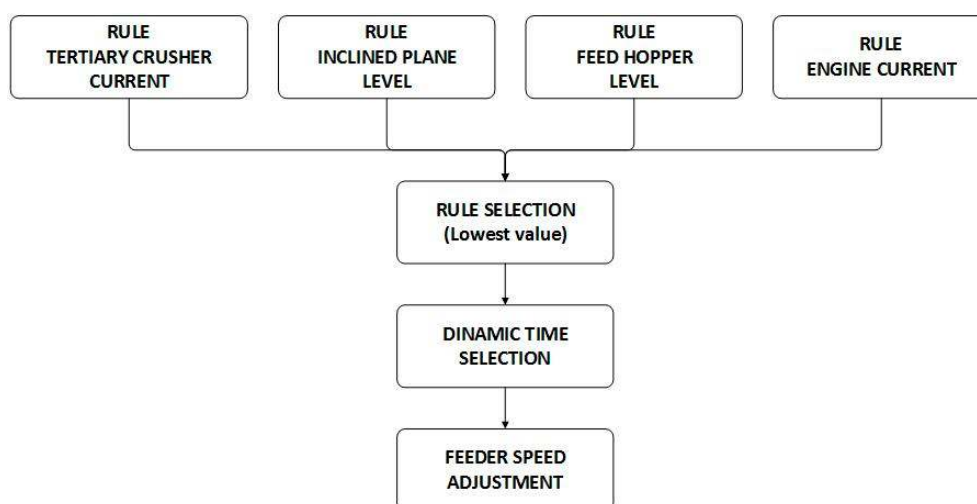 RULE
TERTIARY CRUSHER
CURRENT
RULE
INCLINED PLANE
LEVEL
RULE
FEED HOPPER
LEVEL
RULE
ENGINE CURRENT
RULE SELECTION
(Lowest value)
DINAMIC TIME
SELECTION
FEEDER SPEED
ADJUSTMENT